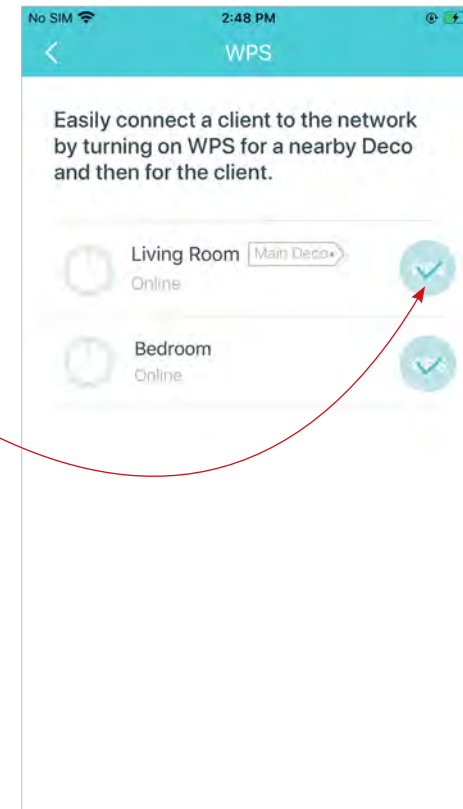 No SIM 2:48 PM
WPS
Easily connect a client to the network
by turning on WPS for a nearby Deco
and then for the client.
Living Room Main Deco
Online
Bedroom
Online